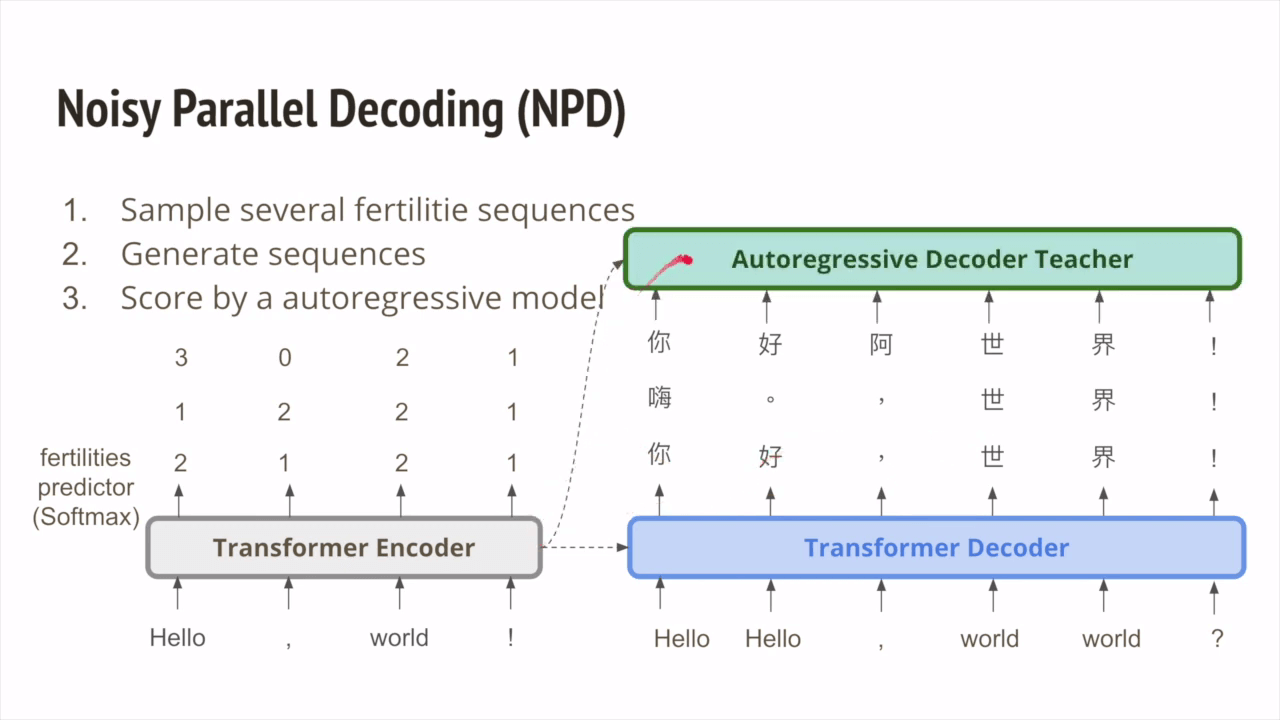 Noisy Parallel Decoding (NPD)
1. Sample several fertilitie sequences
2. Generate sequences
3. Score by a autoregressive model
Autoregressive Decoder Teacher
3 0 2 1
你 好 阿 世 界 !
1 2 2 1
嗨 。 , 世 界 !
fertilities
predictor
(Softmax)
2 1 2 1
你 好 , 世 界 !
Transformer Encoder
Transformer Decoder
Hello , world !
Hello Hello , world world ?